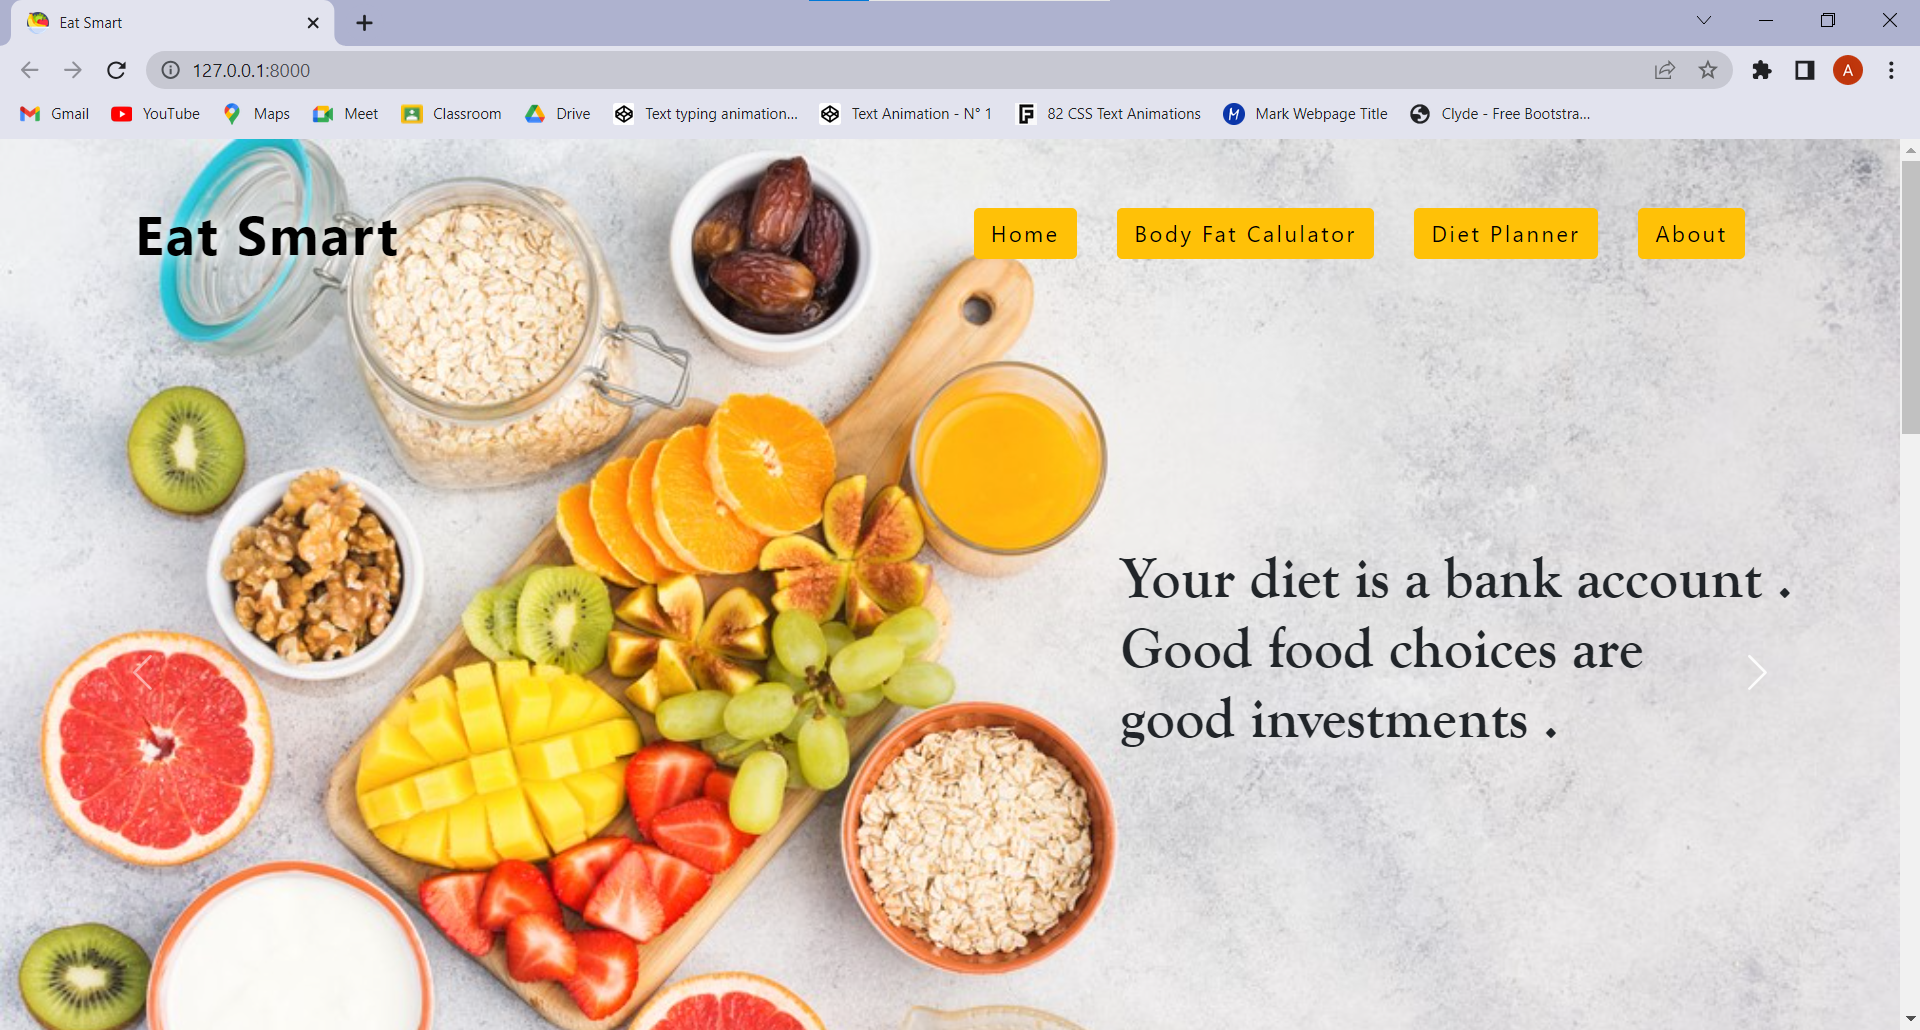 Eat Smart
127.0.0.1:8000
A
Gmail YouTube Maps Meet Classroom Drive Text typing animation... Text Animation - N° 1 82 CSS Text Animations Mark Webpage Title Clyde - Free Bootstra...
Eat Smart Home Body Fat Calulator Diet Planner About
Your diet is a bank account .
Good food choices are
good investments .